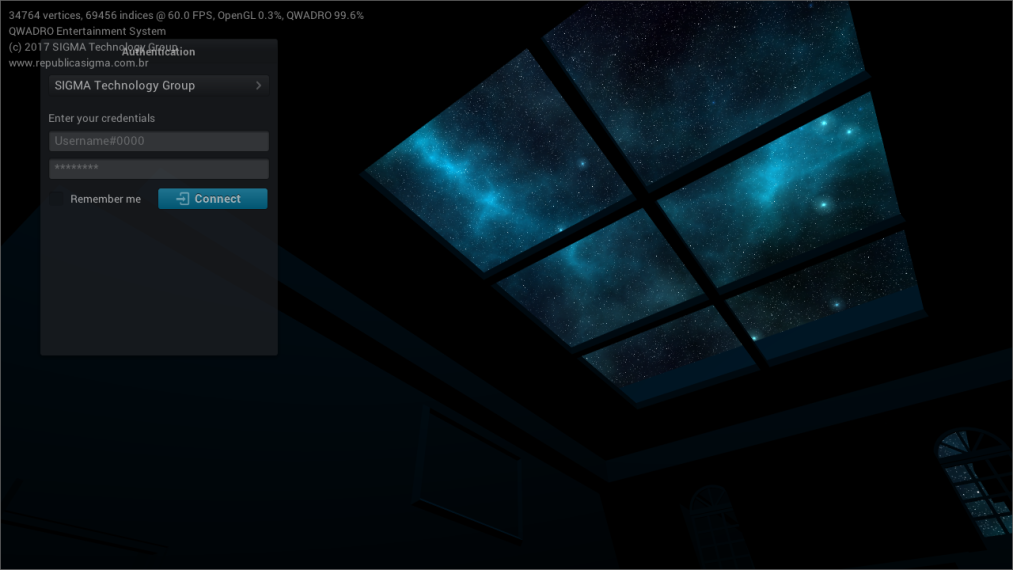 34764 vertices, 69456 indices @ 60.0 FPS, OpenGL 0.3%, QWADRO 99.6%
QWADRO Entertainment System
(c) 2017 SIGMA Technology Group
Authentication
www.republicasigma.com.br
SIGMA Technology Group
Enter your credentials
Username#0000
********
Remember me
Connect